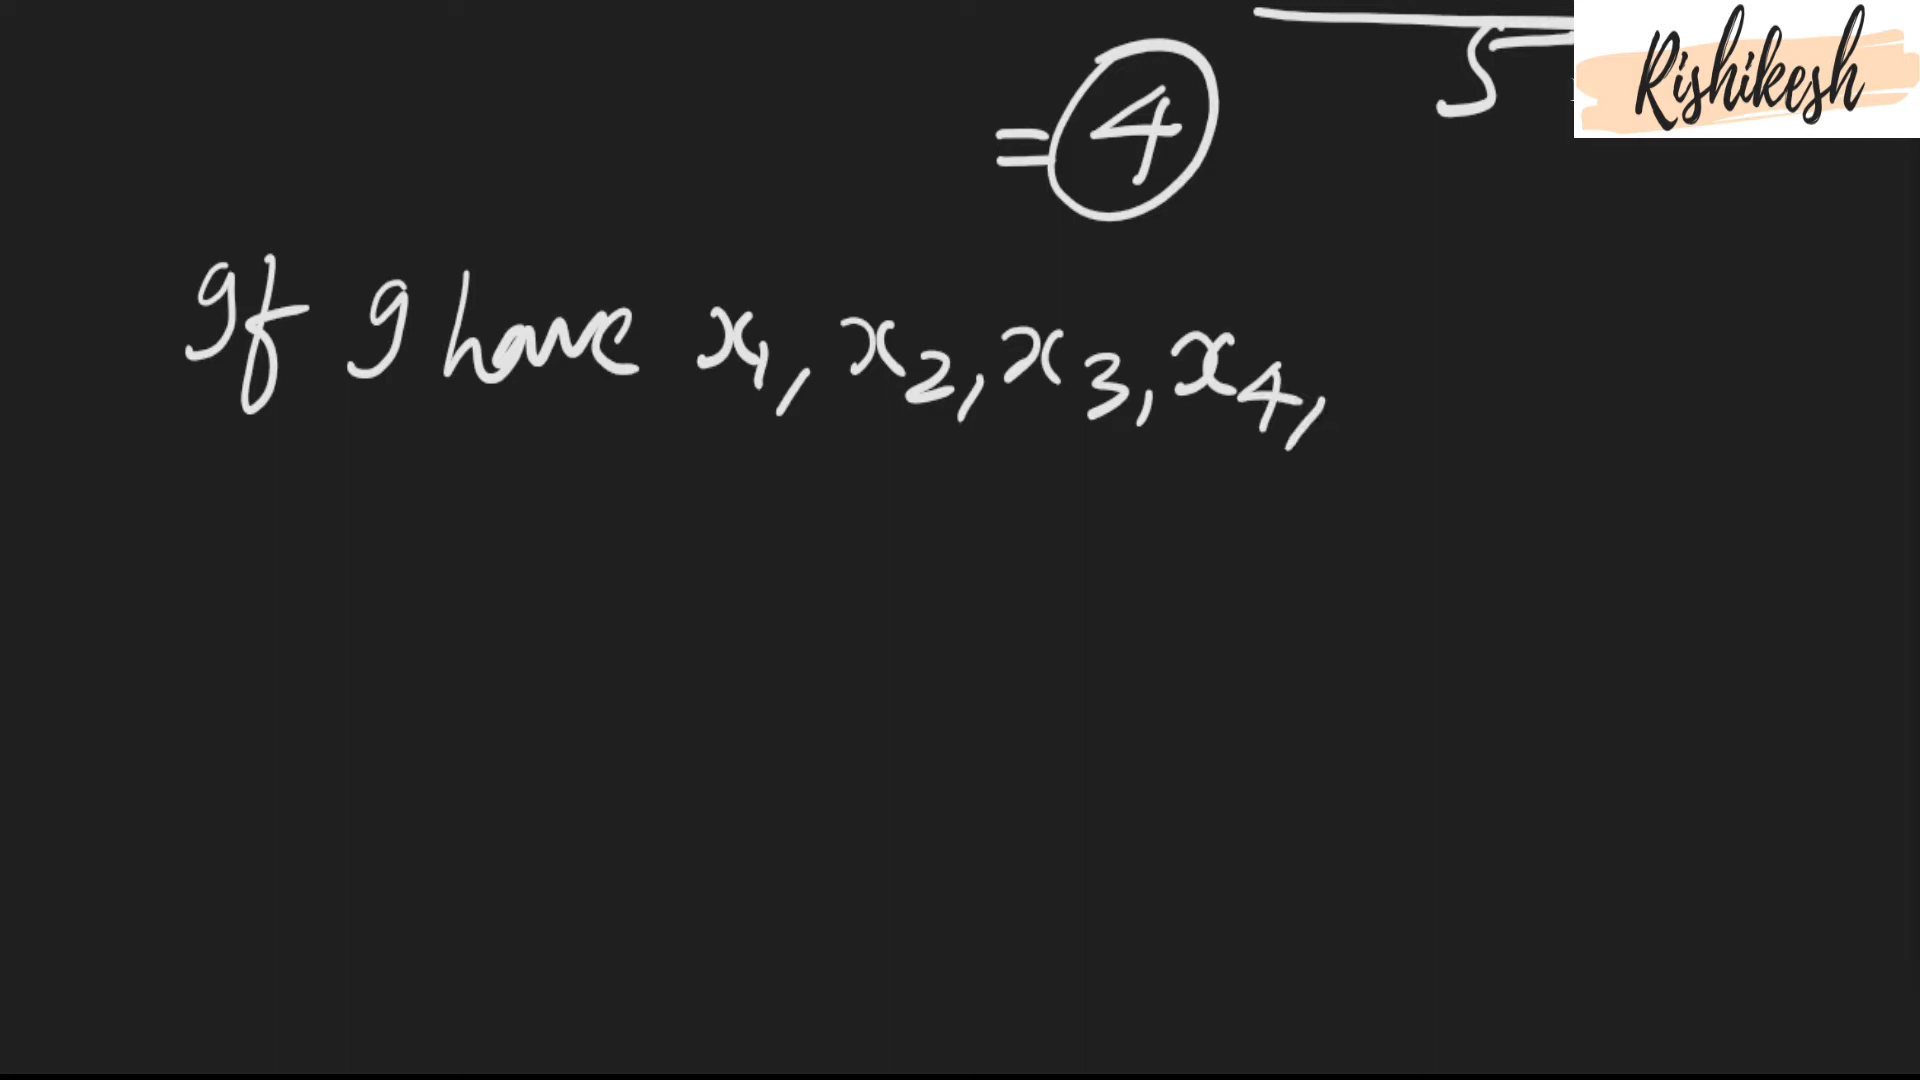 5
Rishikesh
= 4
If I have x₁, x₂, x₃, x₄,